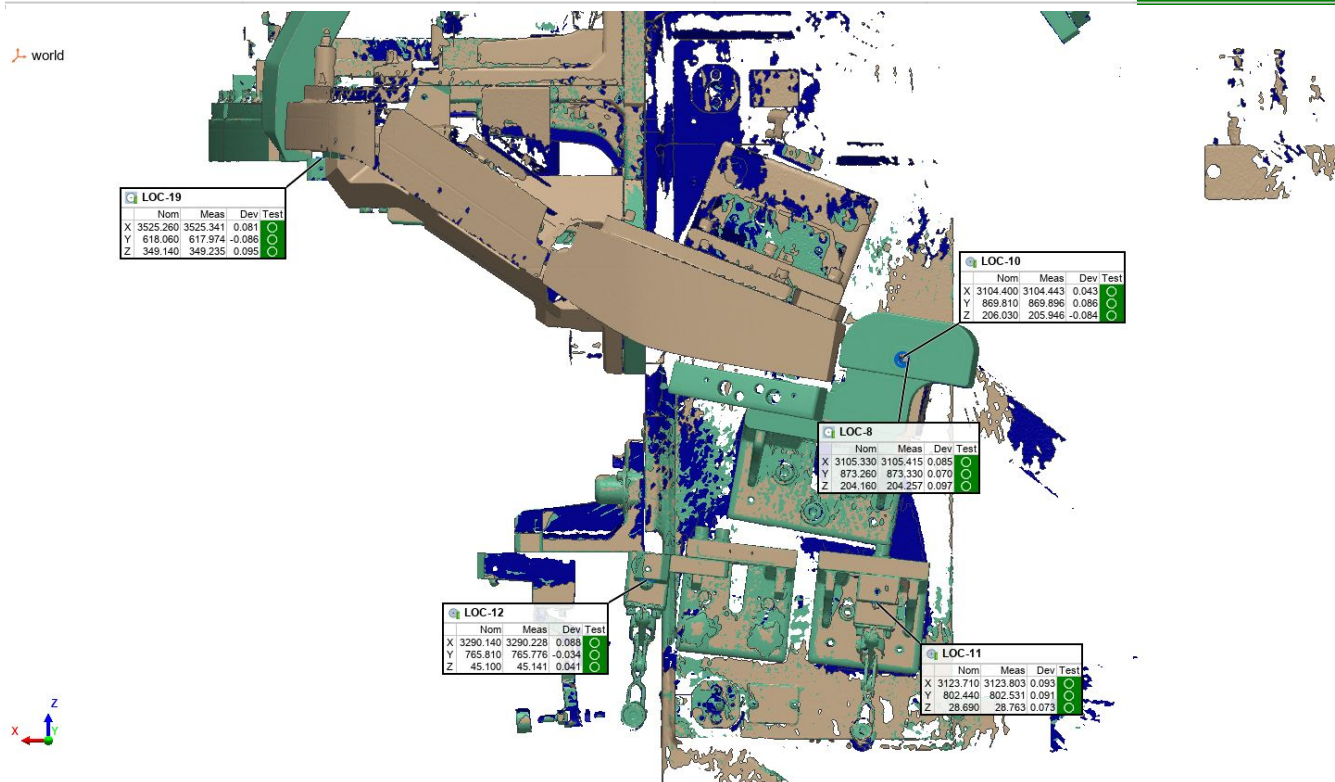 world
LOC-19
Nom Meas Dev Test
X 3525.260 3525.341 0.081
Y 618.060 617.974 -0.086
Z 349.140 349.235 0.095
LOC-10
Nom Meas Dev Test
X 3104.400 3104.443 0.043
Y 869.810 869.896 0.086
Z 206.030 205.946 -0.084
LOC-8
Nom Meas Dev Test
X 3105.330 3105.415 0.085
Y 873.260 873.330 0.070
Z 204.160 204.257 0.097
LOC-12
Nom Meas Dev Test
X 3290.140 3290.228 0.088
Y 765.810 765.776 -0.034
Z 45.100 45.141 0.041
LOC-11
Nom Meas Dev Test
X 3123.710 3123.803 0.093
Y 802.440 802.531 0.091
Z 28.690 28.763 0.073
Z
X Y